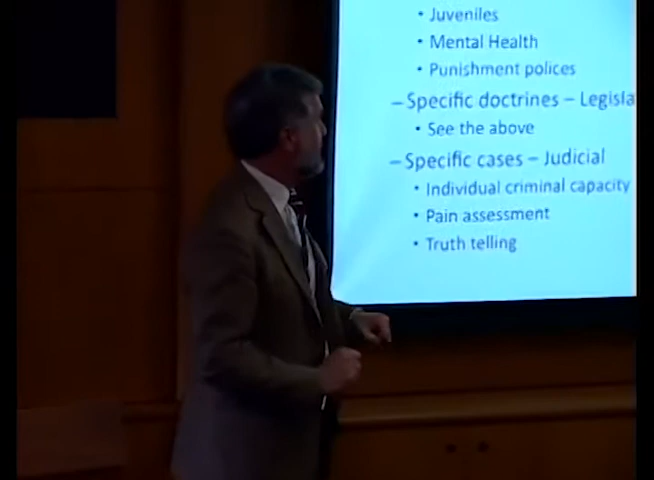 • Juveniles
• Mental Health
• Punishment polices
–Specific doctrines – Legisla
• See the above
–Specific cases – Judicial
• Individual criminal capacity
• Pain assessment
• Truth telling